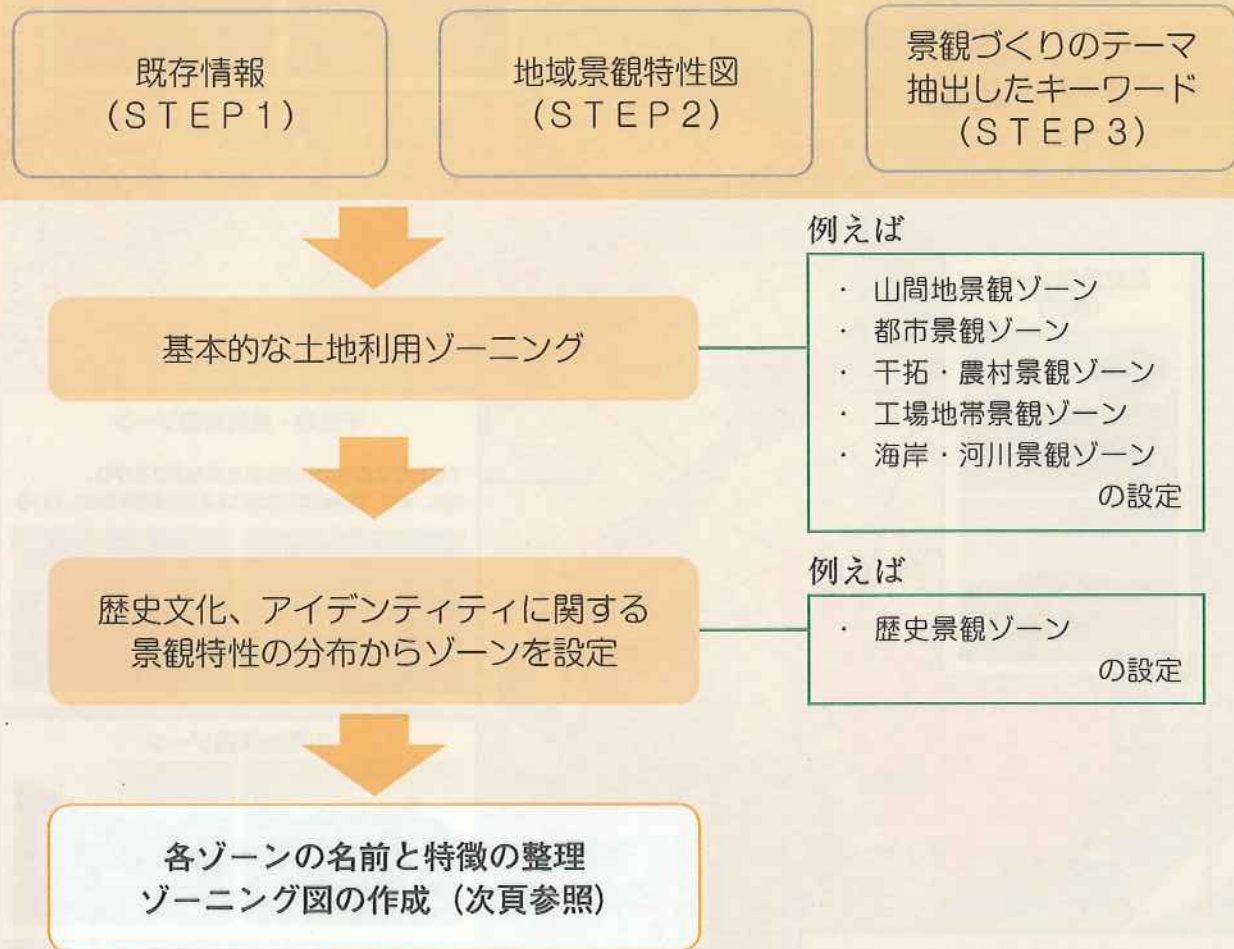 既存情報
(STEP1)
地域景観特性図
(STEP2)
景観づくりのテーマ
抽出したキーワード
(STEP3)
例えば
基本的な土地利用ゾーニング
・ 山間地景観ゾーン
・ 都市景観ゾーン
・ 干拓・農村景観ゾーン
・ 工場地帯景観ゾーン
・ 海岸・河川景観ゾーン
の設定
例えば
歴史文化、アイデンティティに関する
景観特性の分布からゾーンを設定
・ 歴史景観ゾーン
の設定
各ゾーンの名前と特徴の整理
ゾーニング図の作成（次頁参照）